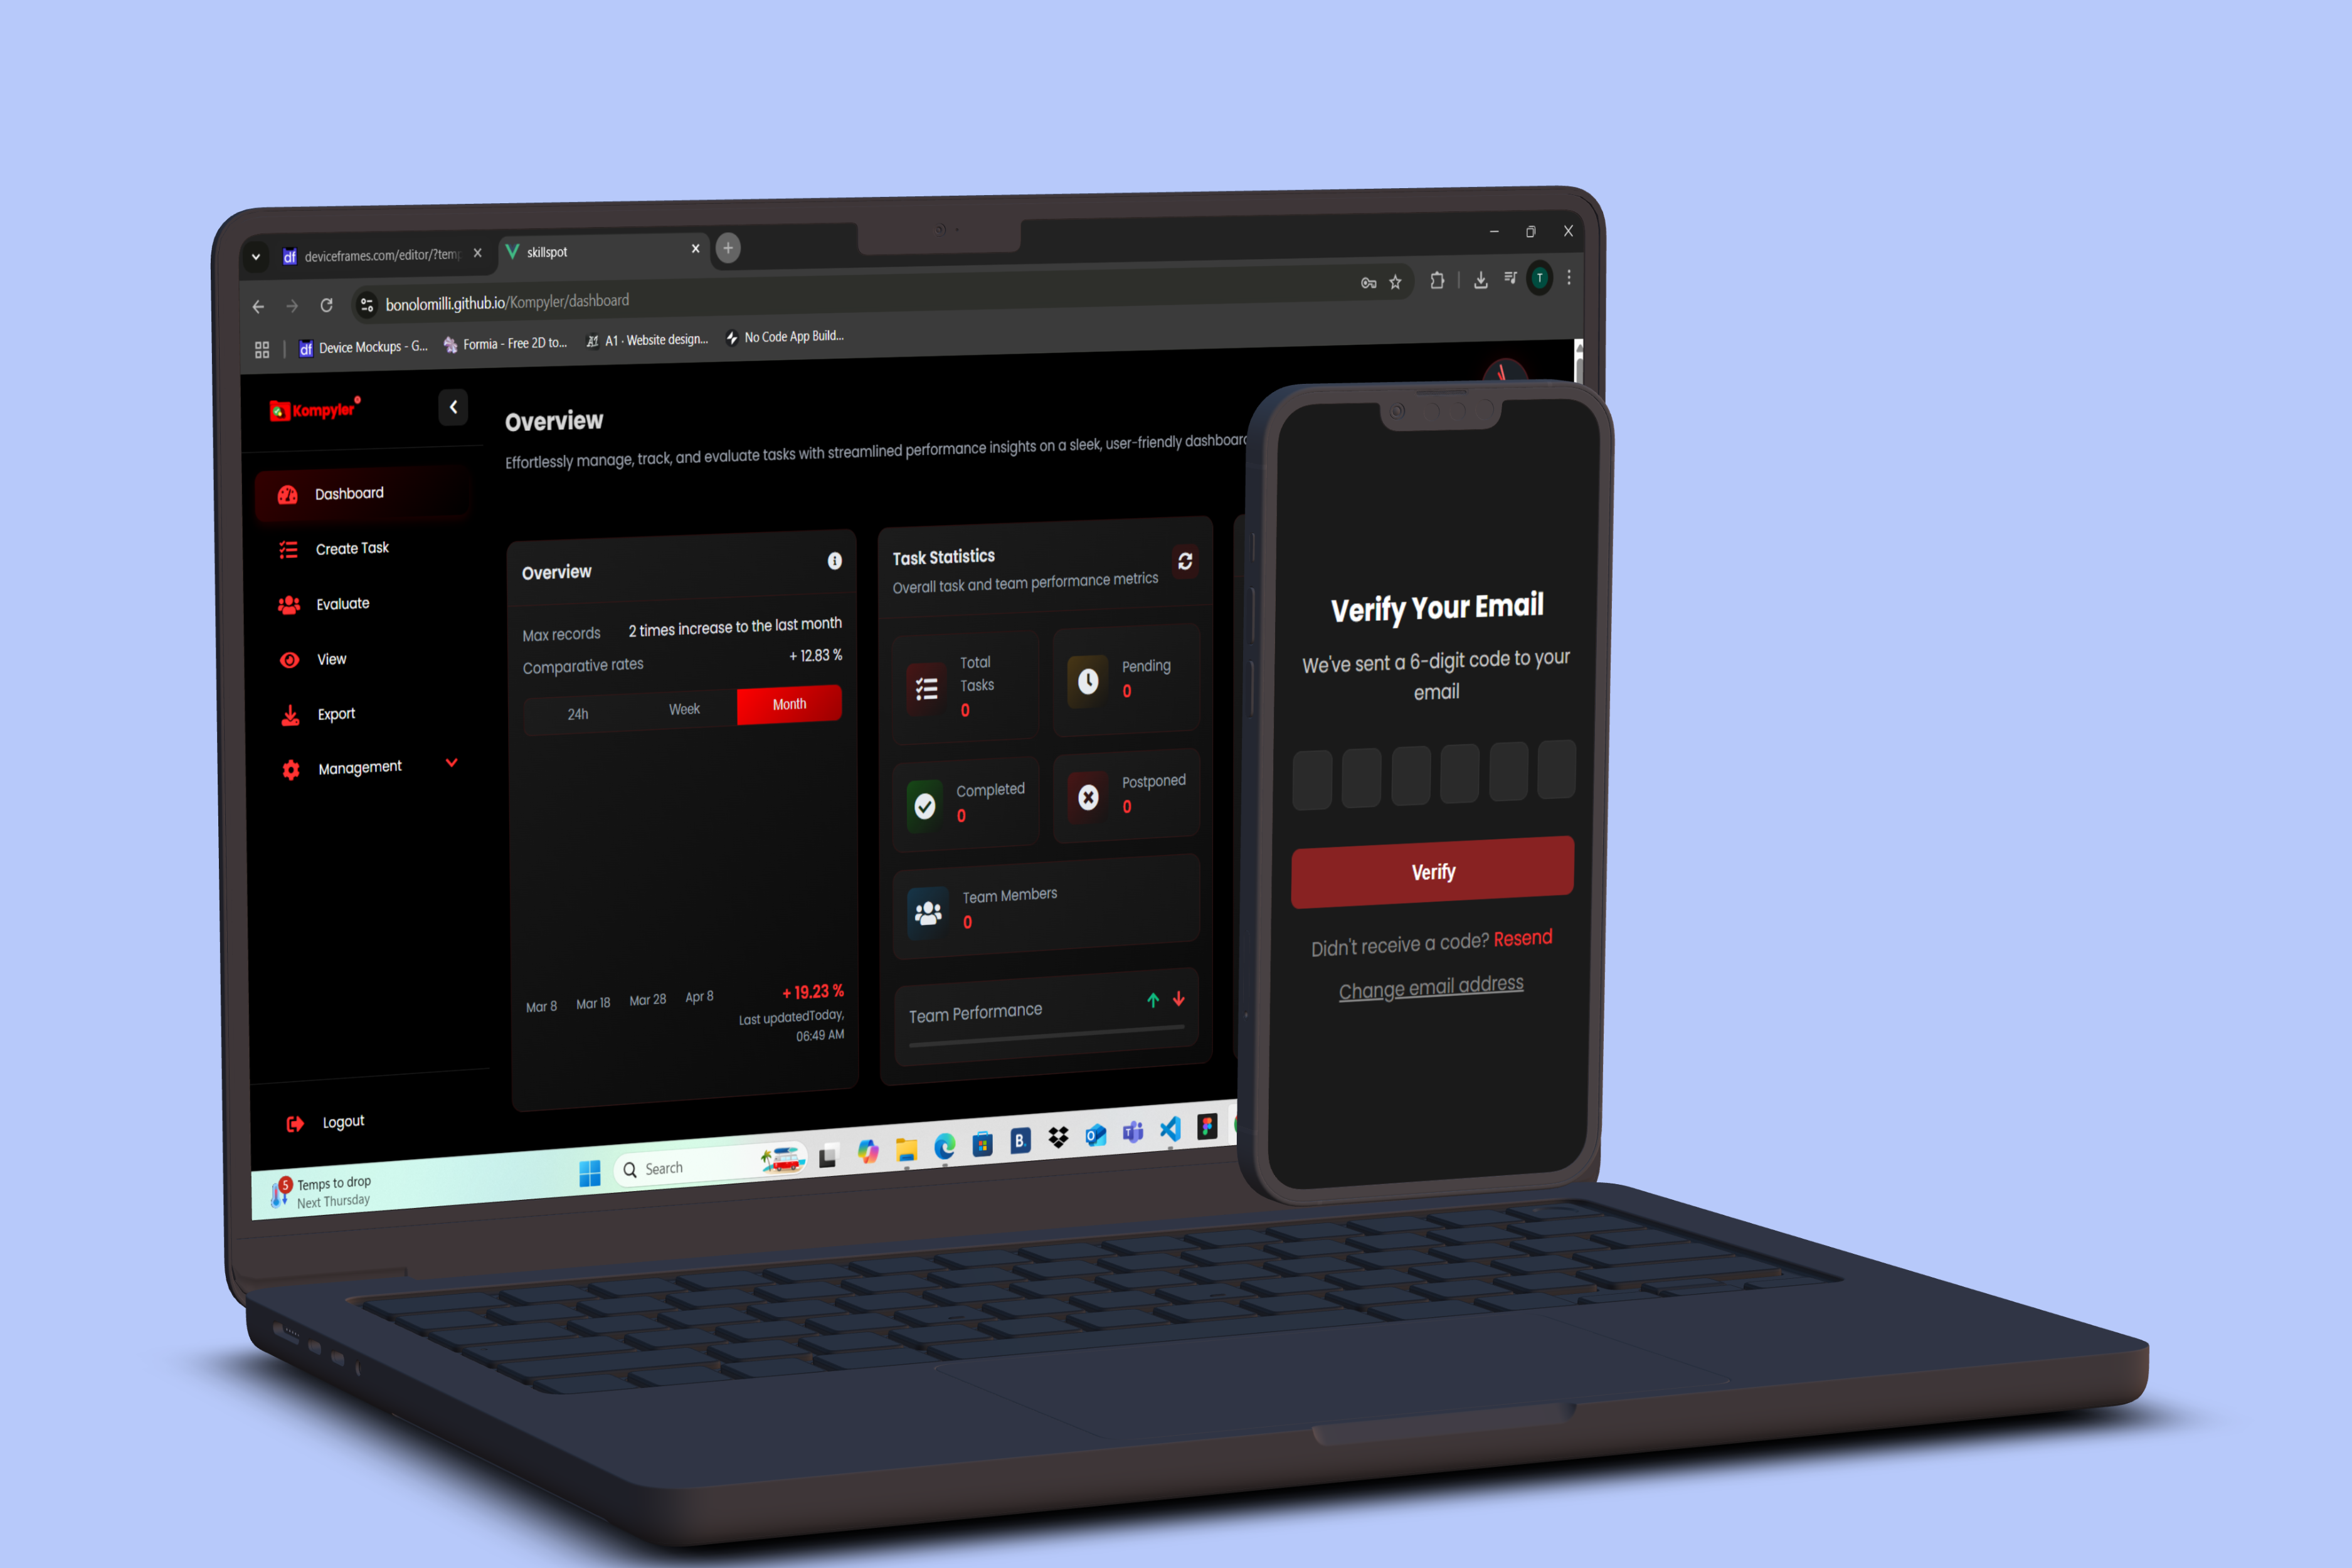 deviceframes.com/editor/?temp
skillspot
bonolomilli.github.io/Kompyler/dashboard
Device Mockups - G...
Formia - Free 2D to...
A1 · Website design...
No Code App Build...
T
Kompyler
Dashboard
Create Task
Evaluate
View
Export
Management
Logout
Overview
Effortlessly manage, track, and evaluate tasks with streamlined performance insights on a sleek, user-friendly dashboard
Overview
Max records 2 times increase to the last month
Comparative rates + 12.83 %
24h Week Month
Mar 8 Mar 18 Mar 28 Apr 8
+ 19.23 %
Last updatedToday,
06:49 AM
Task Statistics
Overall task and team performance metrics
Total
Tasks
0
Pending
0
Completed
0
Postponed
0
Team Members
0
Team Performance
5
Temps to drop
Next Thursday
Search
Verify Your Email
We've sent a 6-digit code to your
email
Verify
Didn't receive a code? Resend
Change email address